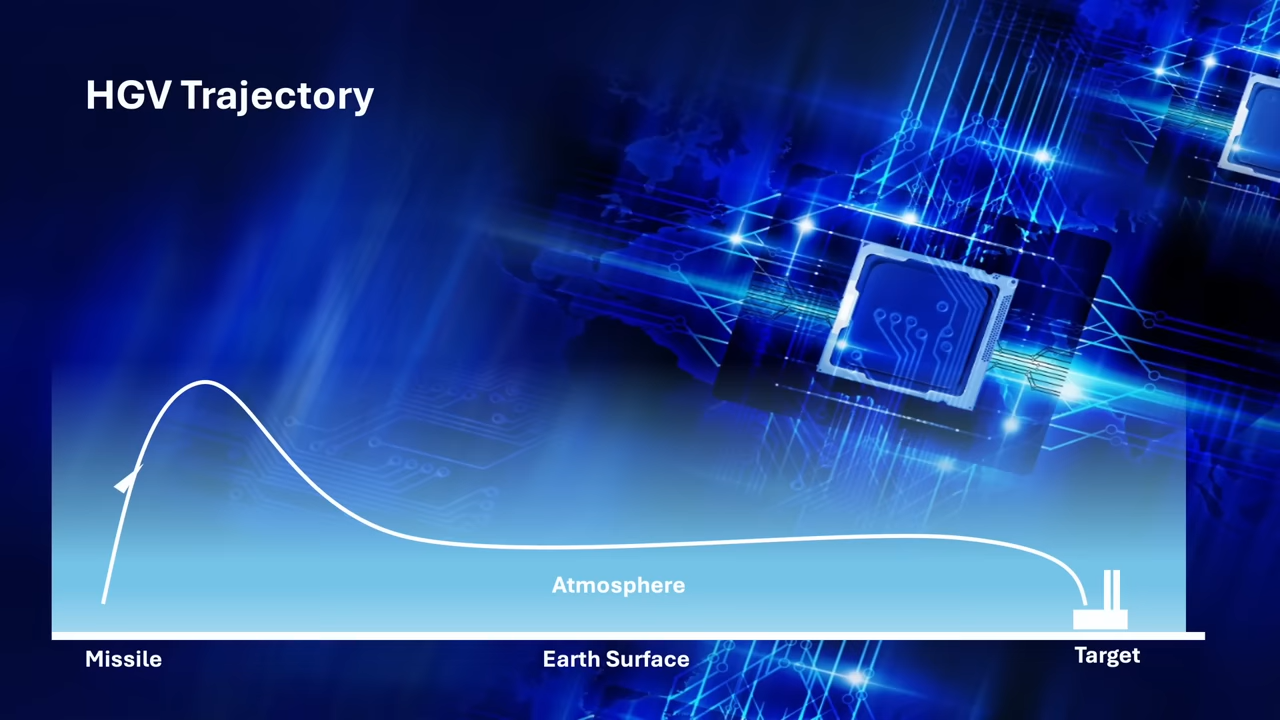 HGV Trajectory
Atmosphere
Missile
Earth Surface
Target